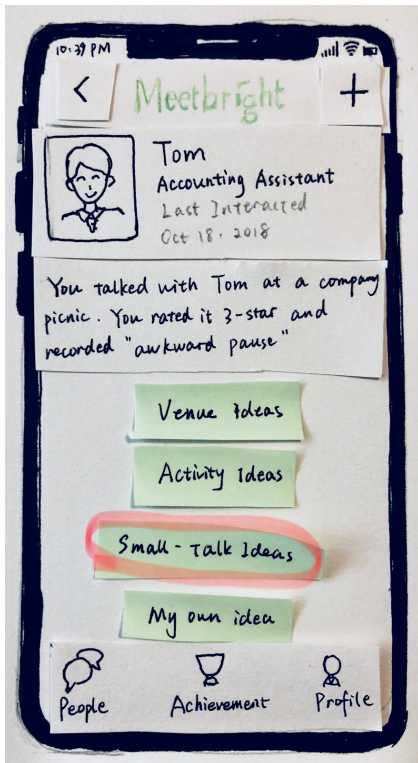 10:39 PM
<
Meetbright
+
Tom
Accounting Assistant
Last Interacted
Oct 18, 2018
You talked with Tom at a company
picnic. You rated it 3-star and
recorded "awkward pause"
Venue Ideas
Activity Ideas
Small-Talk Ideas
My own idea
People
Achievement
Profile